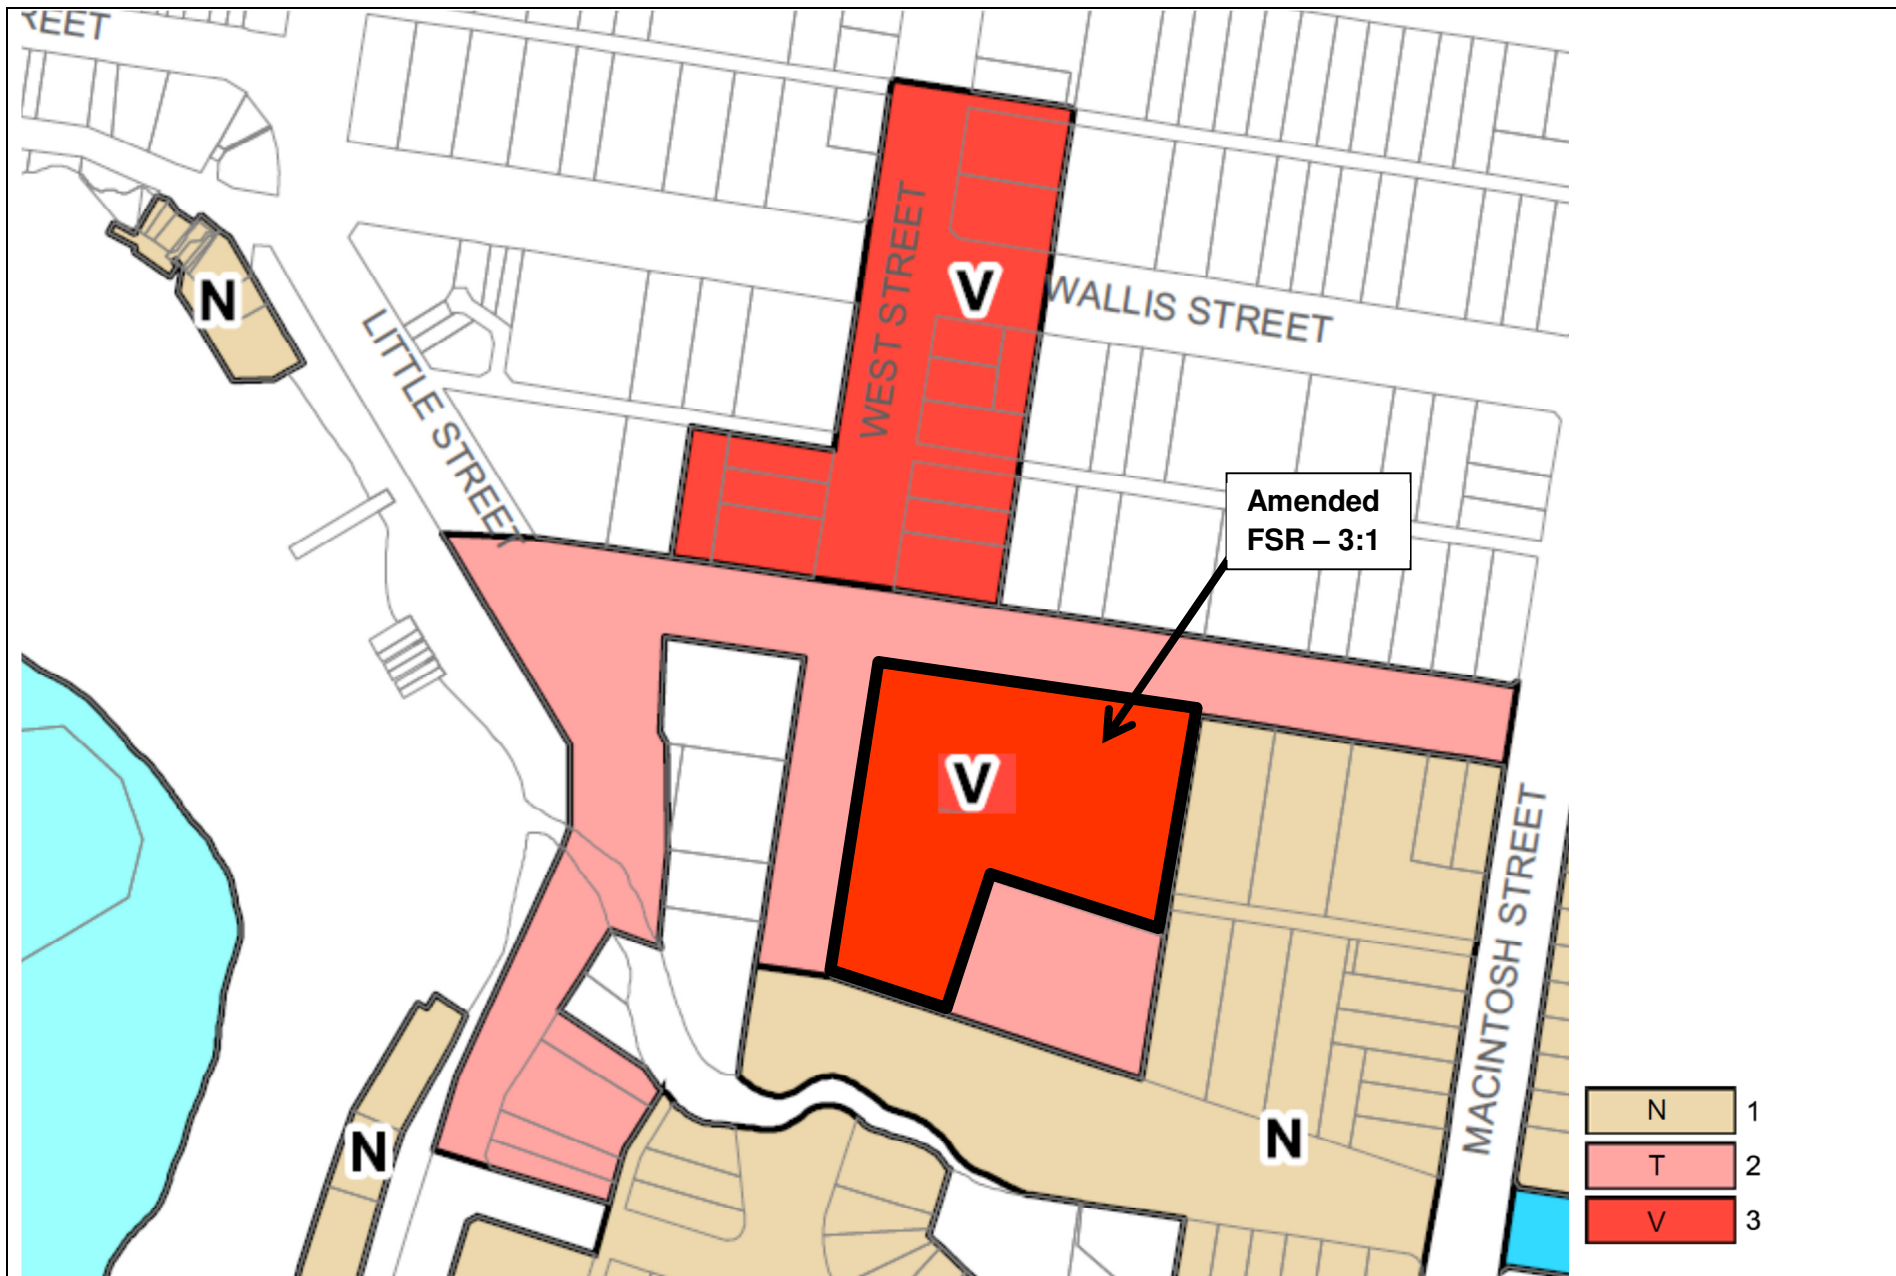 REET
N
LITTLE STREET
WEST STREET
V
WALLIS STREET
Amended
FSR – 3:1
V
MACINTOSH STREET
N
N
N 1
T 2
V 3